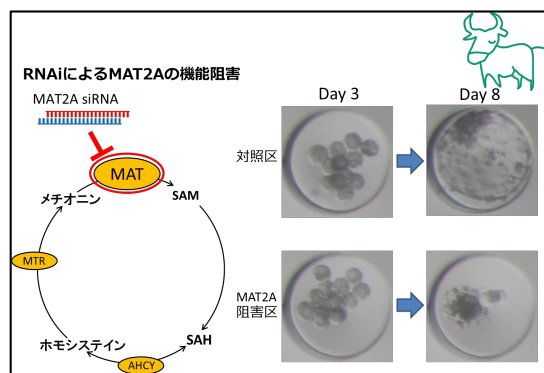 RNAiによるMAT2Aの機能阻害
MAT2A siRNA
MAT
メチオニン
SAM
MTR
ホモシステイン
SAH
AHCY
Day 3
Day 8
対照区
MAT2A
阻害区